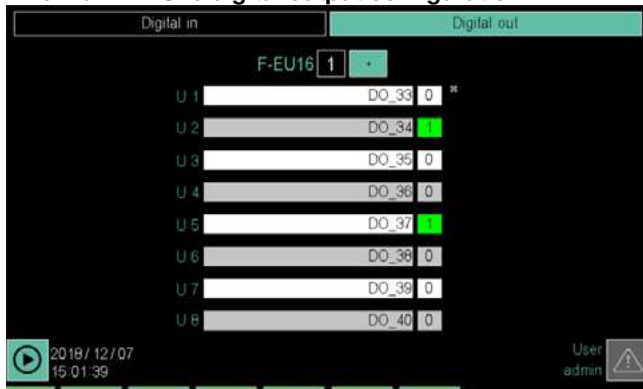 Digital in Digital out
F-EU16 1
U 1 DO_33 0
U 2 DO_34 1
U 3 DO_35 0
U 4 DO_36 0
U 5 DO_37 1
U 6 DO_38 0
U 7 DO_39 0
U 8 DO_40 0
2018/12/07 User
15:01:39 admin